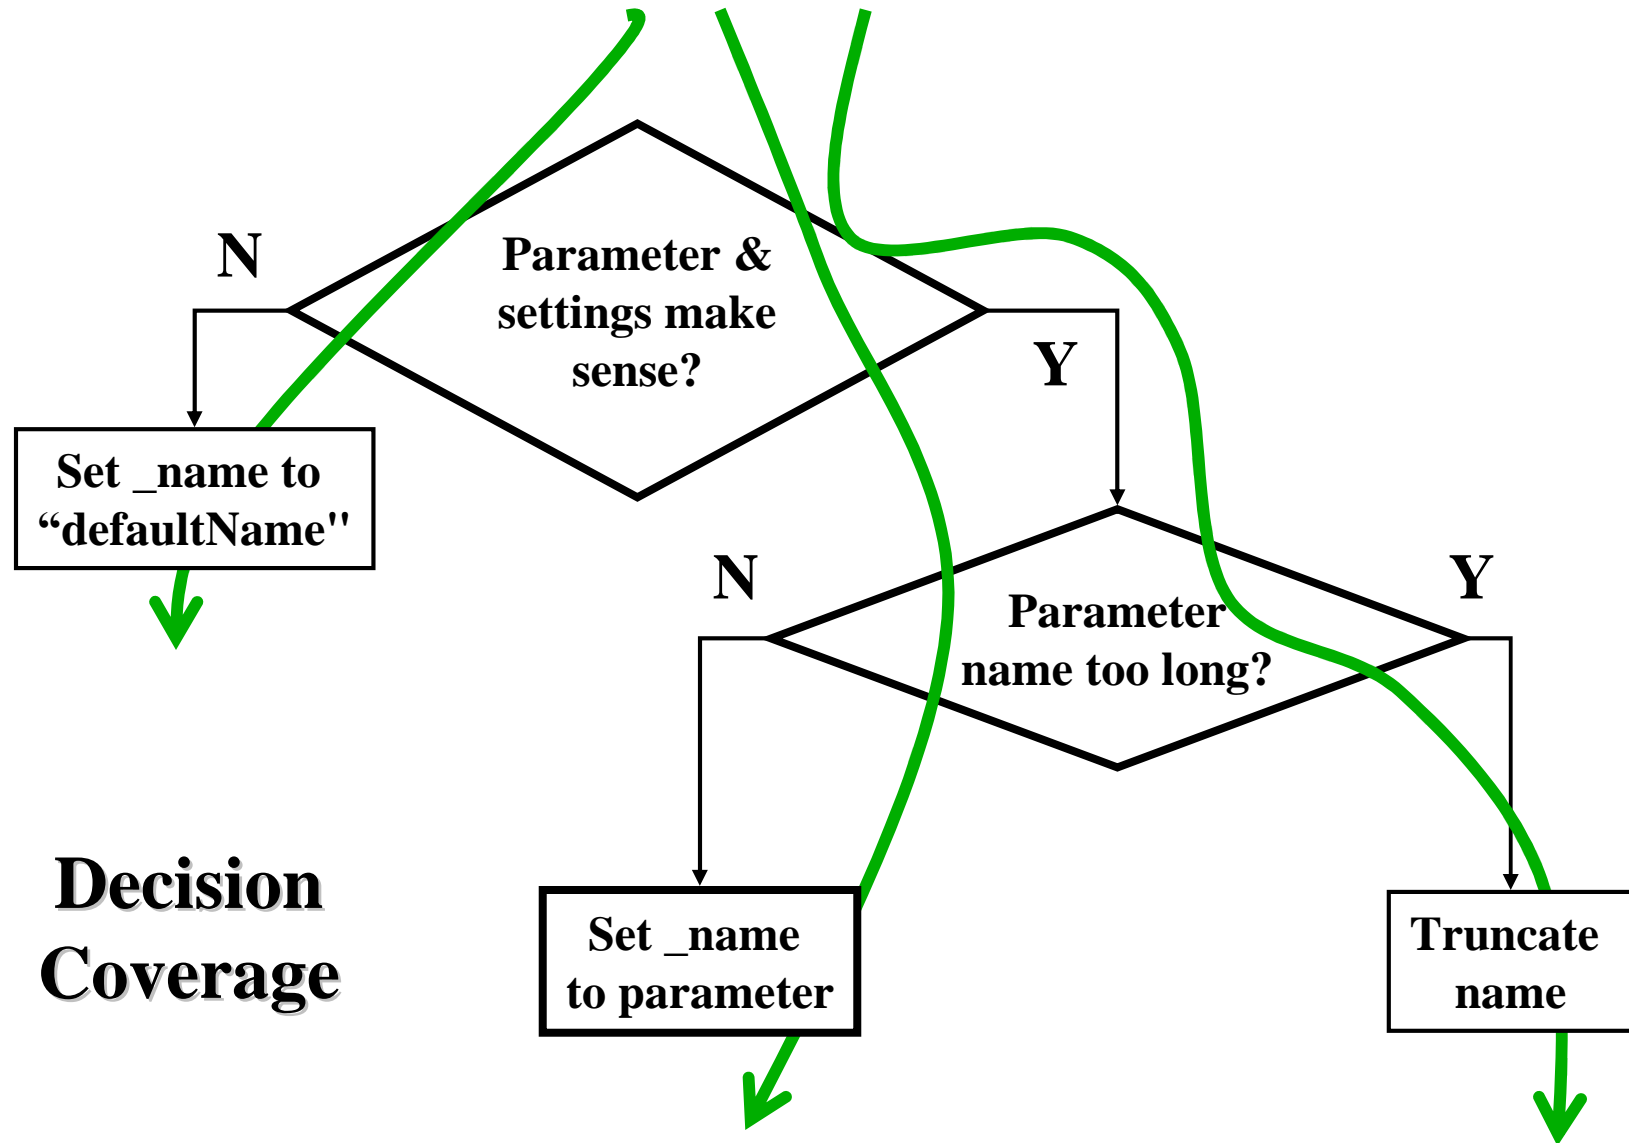 N
Parameter &
settings make
sense?
Y
Set _name to
“defaultName"
N
Y
Parameter
name too long?
Decision
Coverage
Set _name
to parameter
Truncate
name